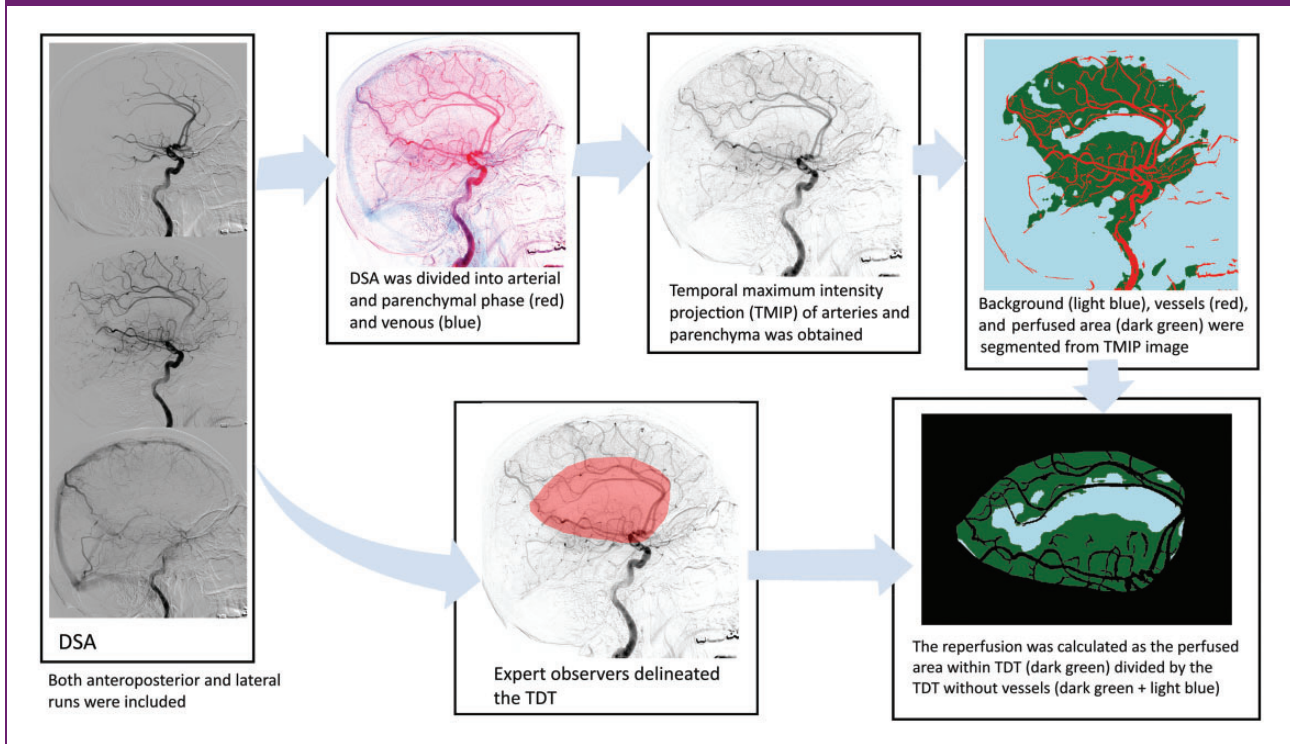 DSA
Both anteroposterior and lateral
runs were included
DSA was divided into arterial
and parenchymal phase (red)
and venous (blue)
Temporal maximum intensity
projection (TMIP) of arteries and
parenchyma was obtained
Background (light blue), vessels (red),
and perfused area (dark green) were
segmented from TMIP image
Expert observers delineated
the TDT
The reperfusion was calculated as the perfused
area within TDT (dark green) divided by the
TDT without vessels (dark green + light blue)